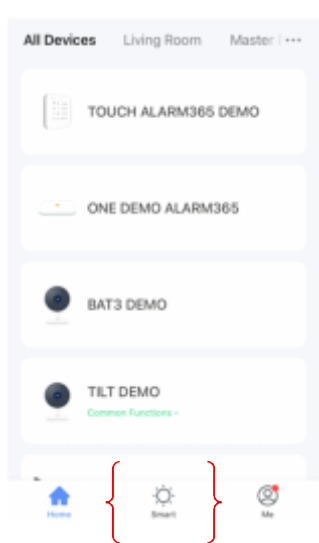 All Devices Living Room Master ...
TOUCH ALARM365 DEMO
ONE DEMO ALARM365
BAT3 DEMO
TILT DEMO
Common Functions
Home Smart Me